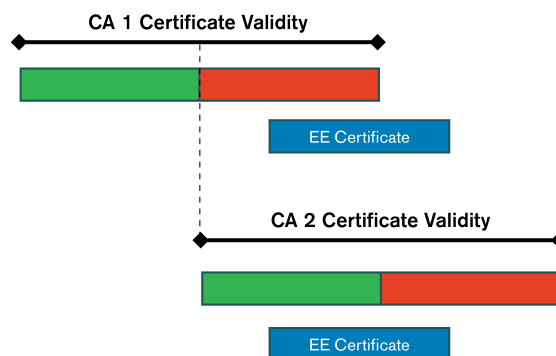 CA 1 Certificate Validity
EE Certificate
CA 2 Certificate Validity
EE Certificate